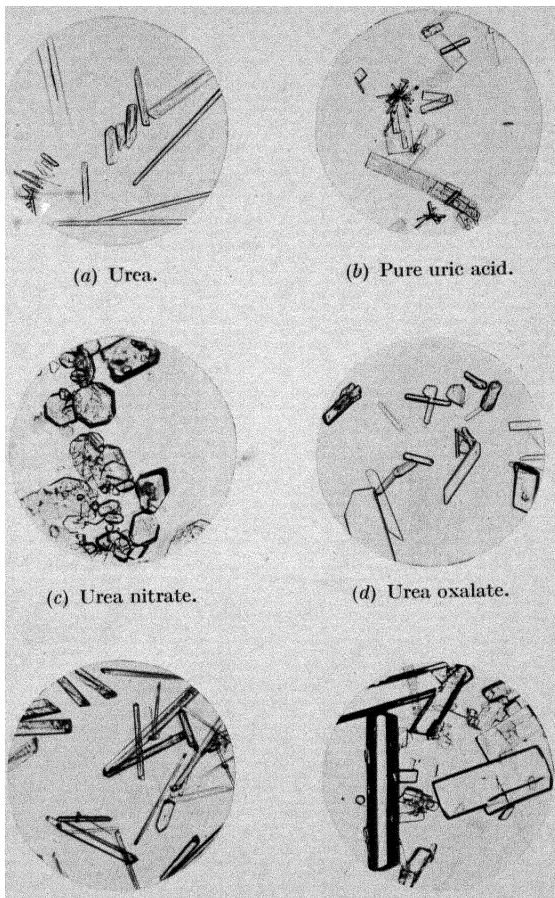 (a) Urea.
(b) Pure uric acid.
(c) Urea nitrate.
(d) Urea oxalate.